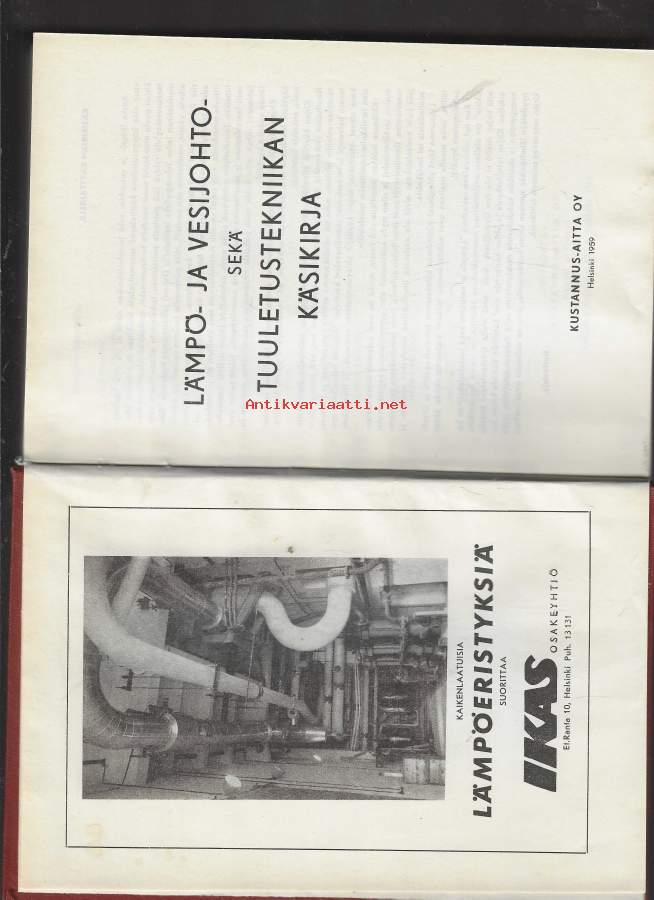 KAIKENLAATUISIA
LÄMPÖERISTYKSIÄ
SUORITTAA
IKAS OSAKEYHTIÖ
Et.Ranta 10, Helsinki Puh. 13 131
LÄMPÖ- JA VESIJOHTO-
SEKÄ
TUULETUSTEKNIIKAN
KÄSIKIRJA
KUSTANNUS-AITTA OY
Helsinki 1959
Antikvariaatti.net